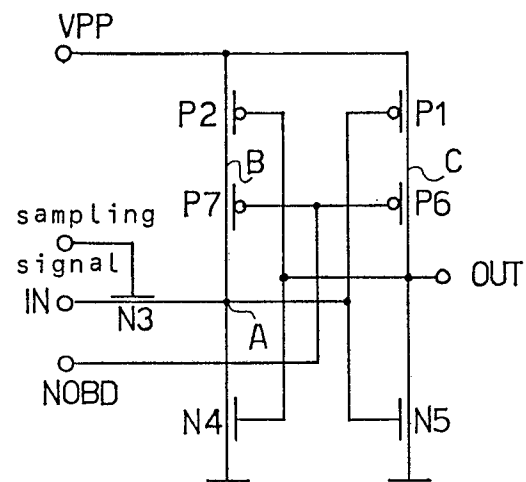 VPP
P2
P1
B
C
P7
P6
sampling
signal
OUT
IN
N3
A
NOBD
N4
N5